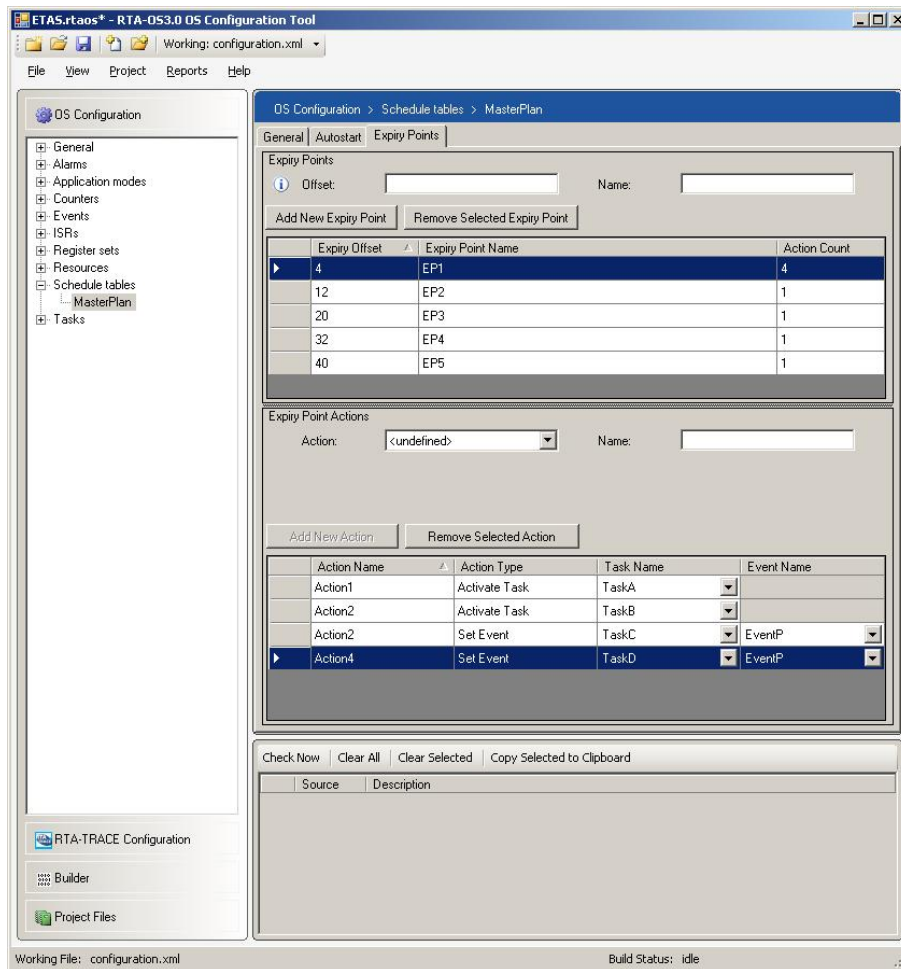 ETAS.rtaos* - RTA-OS3.0 OS Configuration Tool
Working: configuration.xml
File View Project Reports Help
OS Configuration
General
Alarms
Application modes
Counters
Events
ISRs
Register sets
Resources
Schedule tables
MasterPlan
Tasks
RTA-TRACE Configuration
Builder
Project Files
OS Configuration > Schedule tables > MasterPlan
General Autostart Expiry Points
Expiry Points
Offset: Name:
Add New Expiry Point Remove Selected Expiry Point
Expiry Offset Expiry Point Name Action Count
4 EP1 4
12 EP2 1
20 EP3 1
32 EP4 1
40 EP5 1
Expiry Point Actions
Action: <undefined> Name:
Add New Action Remove Selected Action
Action Name Action Type Task Name Event Name
Action1 Activate Task TaskA
Action2 Activate Task TaskB
Action2 Set Event TaskC EventP
Action4 Set Event TaskD EventP
Check Now Clear All Clear Selected Copy Selected to Clipboard
Source Description
Working File: configuration.xml Build Status: idle